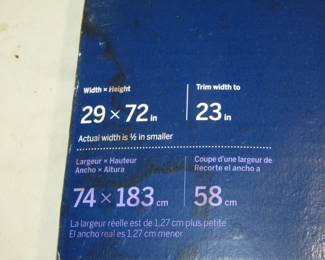 Width × Height
29 × 72 in
Actual width is ½ in smaller
Trim width to
23 in
Largeur × Hauteur
Ancho × Altura
74 × 183 cm
Coupe d'une largeur de
Recorte el ancho a
58 cm
La largeur réelle est de 1.27 cm plus petite
El ancho real es 1.27 cm menor